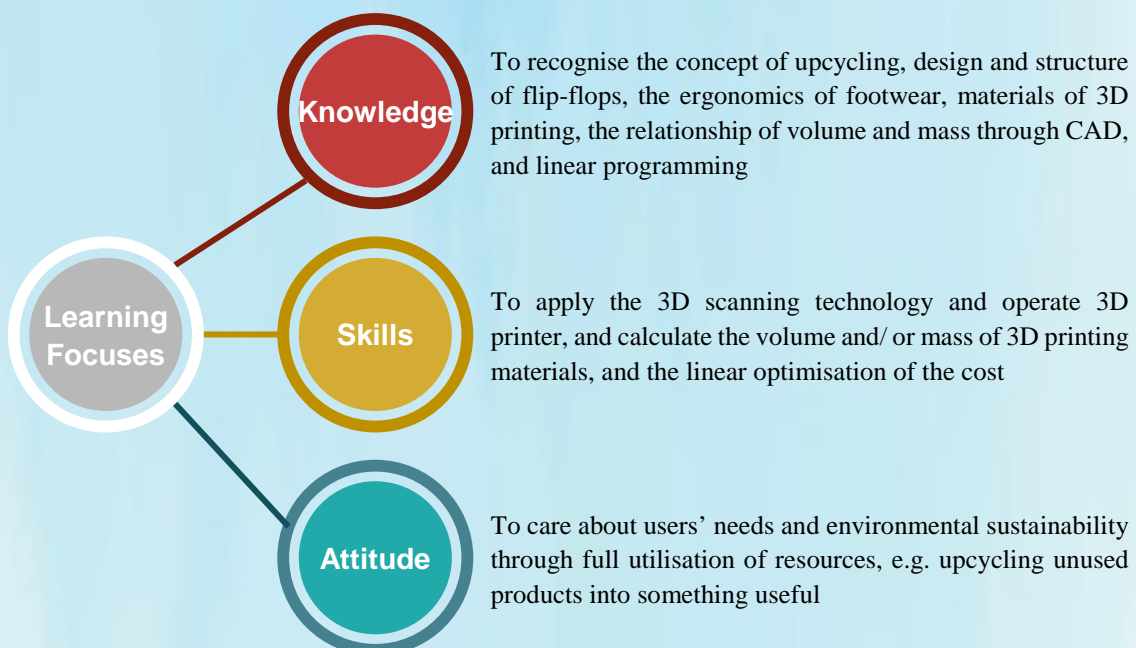 Learning
Focuses
Knowledge
To recognise the concept of upcycling, design and structure
of flip-flops, the ergonomics of footwear, materials of 3D
printing, the relationship of volume and mass through CAD,
and linear programming
Skills
To apply the 3D scanning technology and operate 3D
printer, and calculate the volume and/ or mass of 3D printing
materials, and the linear optimisation of the cost
Attitude
To care about users’ needs and environmental sustainability
through full utilisation of resources, e.g. upcycling unused
products into something useful